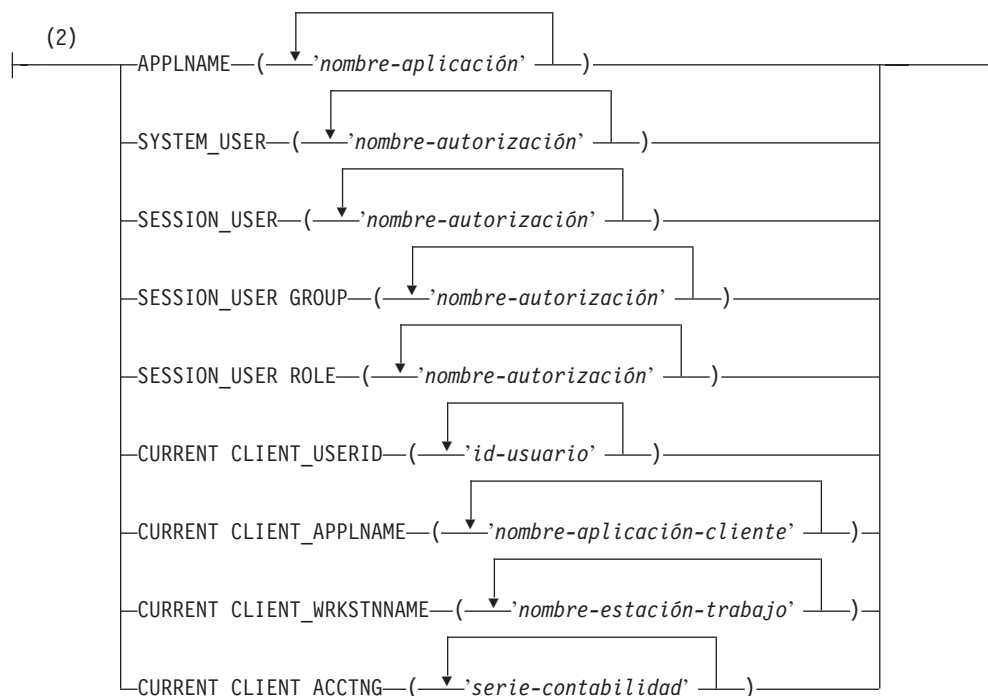 (2)
APPLNAME ( 'nombre-aplicación' )
SYSTEM_USER ( 'nombre-autorización' )
SESSION_USER ( 'nombre-autorización' )
SESSION_USER GROUP ( 'nombre-autorización' )
SESSION_USER ROLE ( 'nombre-autorización' )
CURRENT CLIENT_USERID ( 'id-usuario' )
CURRENT CLIENT_APPLNAME ( 'nombre-aplicación-cliente' )
CURRENT CLIENT_WRKSTNNAME ( 'nombre-estación-trabajo' )
CURRENT CLIENT_ACCTNG ( 'serie-contabilidad' )